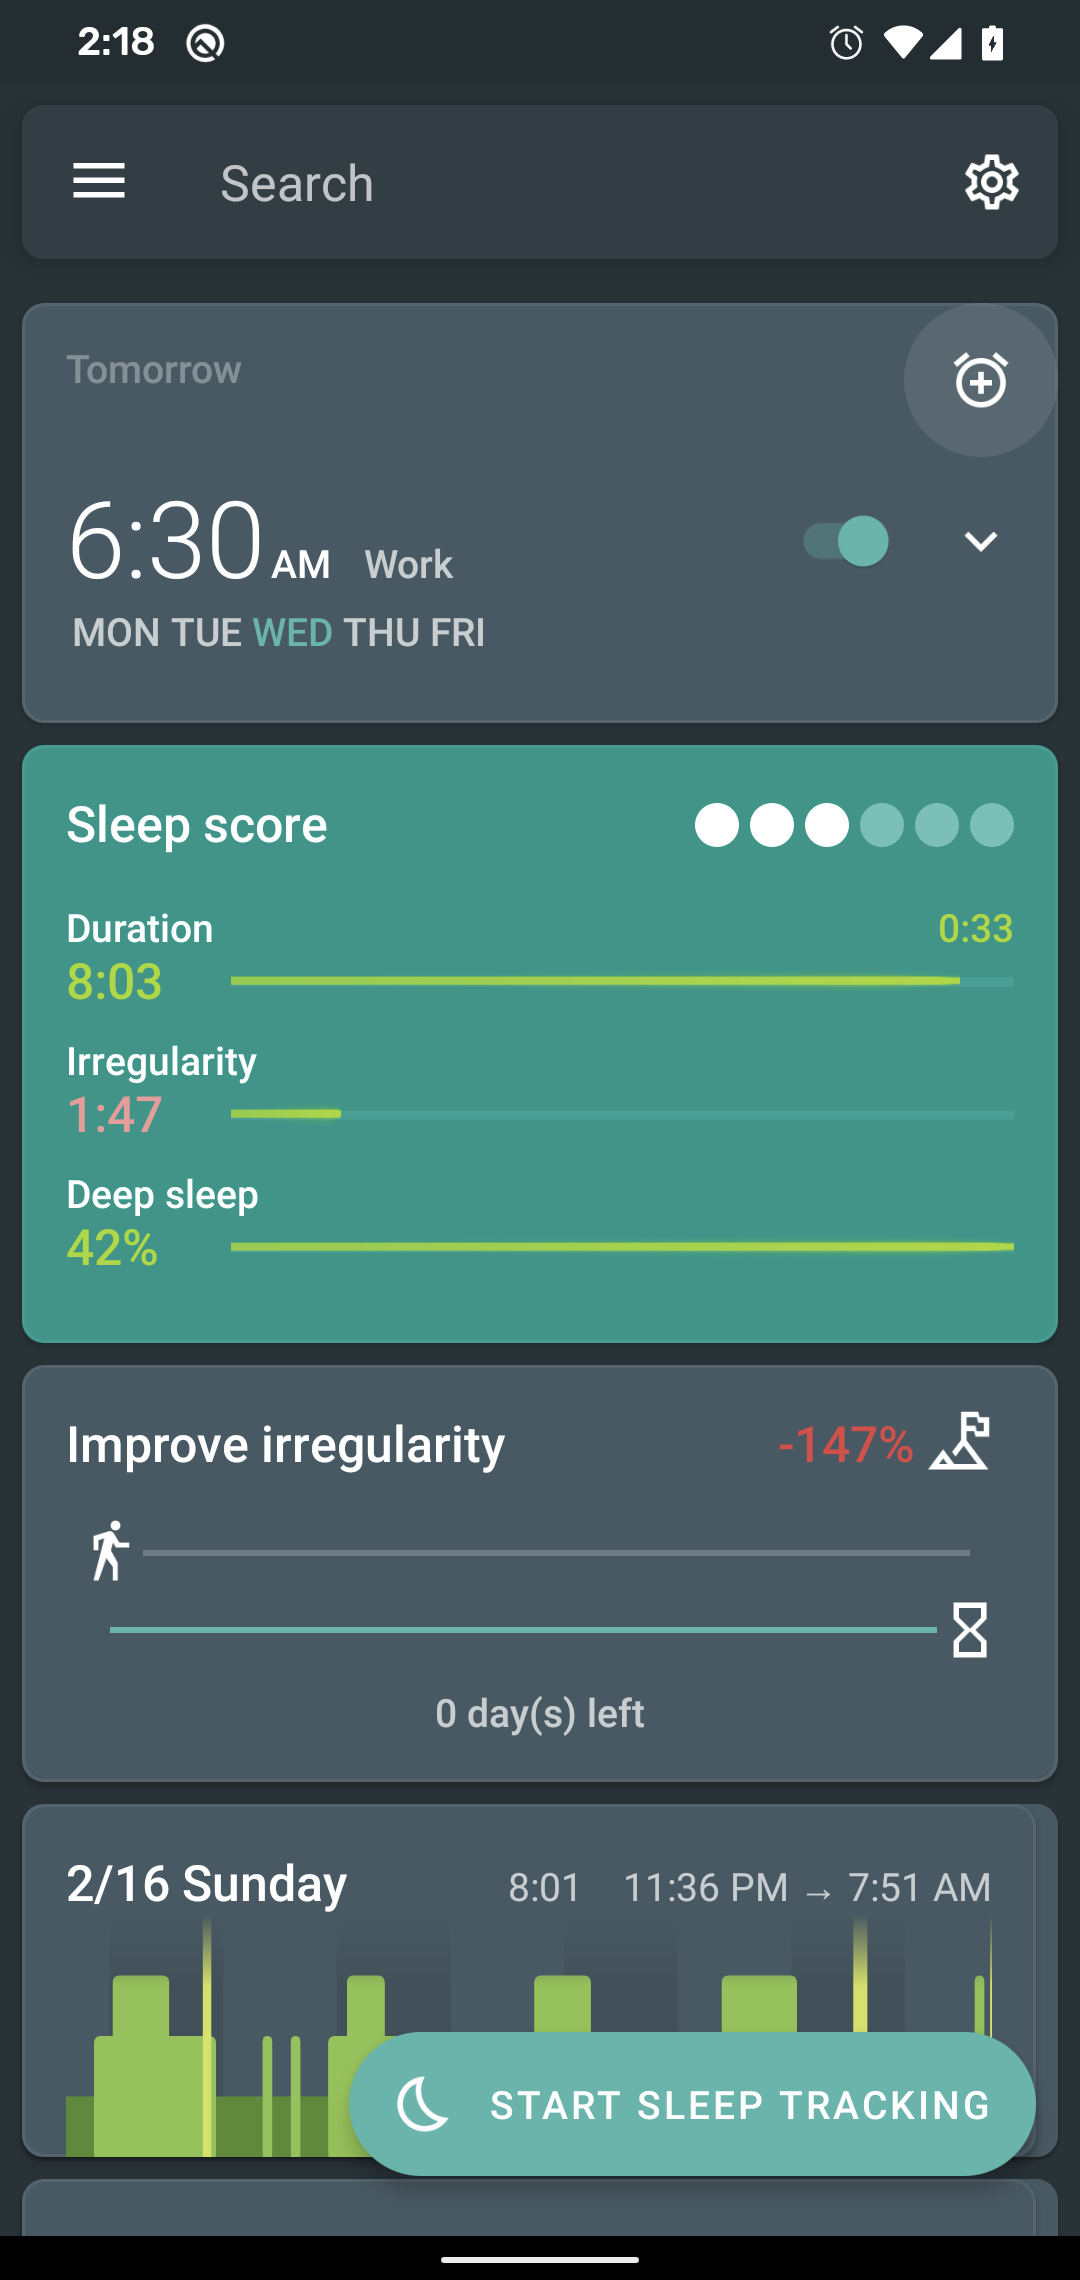 2:18
Search
Tomorrow
6:30 AM Work
MON TUE WED THU FRI
Sleep score
Duration 0:33
8:03
Irregularity
1:47
Deep sleep
42%
Improve irregularity -147%
0 day(s) left
2/16 Sunday 8:01 11:36 PM → 7:51 AM
START SLEEP TRACKING